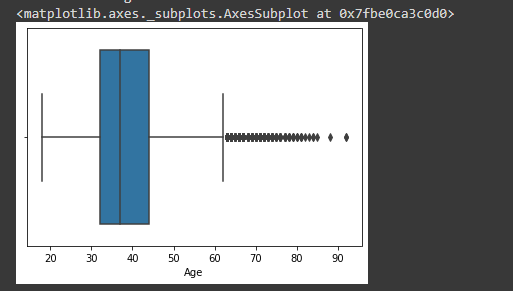 <matplotlib.axes._subplots.AxesSubplot at 0x7fbe0ca3c0d0>
20 30 40 50 60 70 80 90
Age